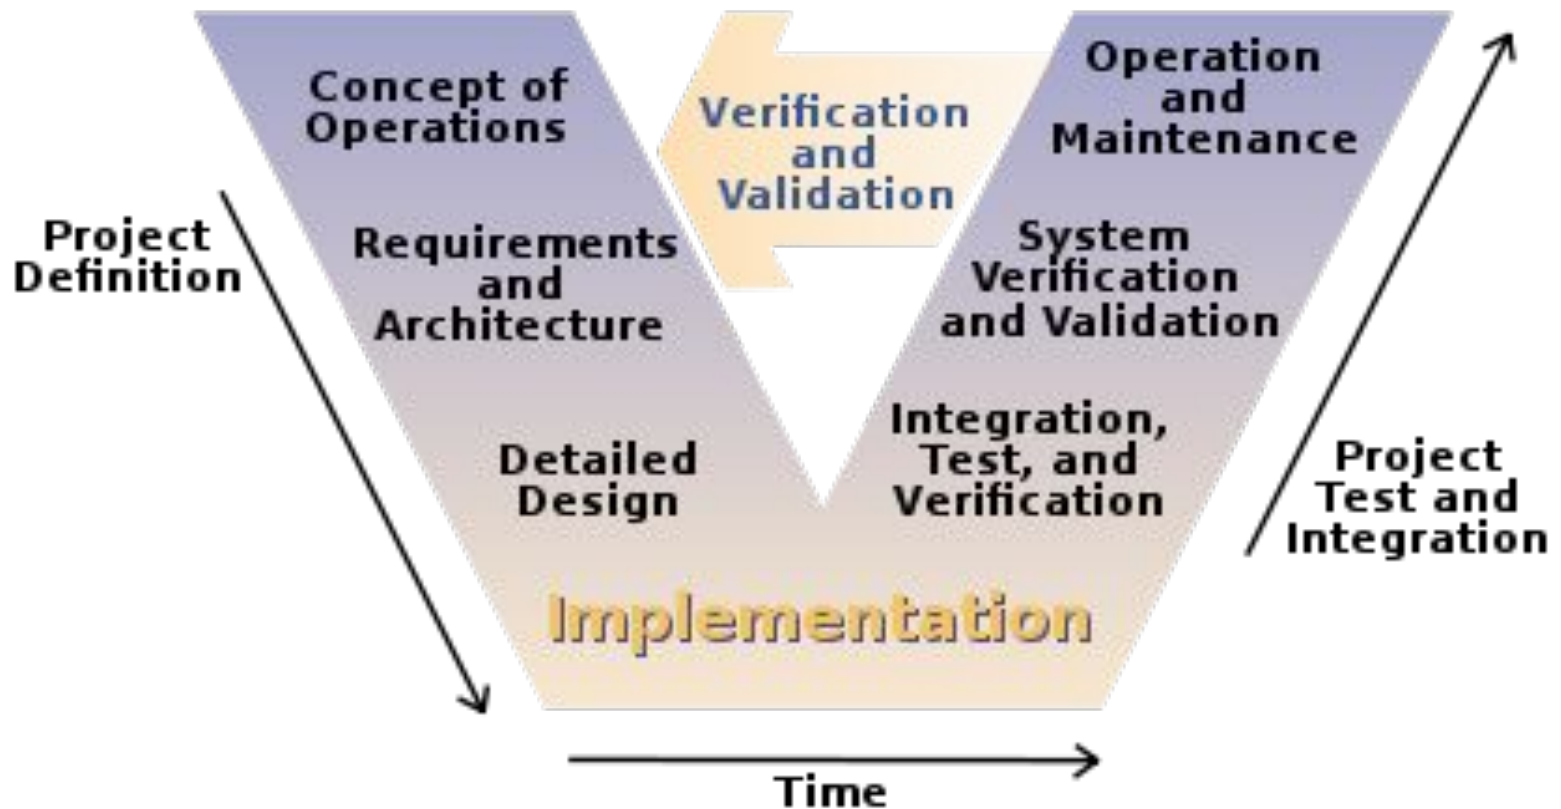 Concept of
Operations
Verification
and
Validation
Operation
and
Maintenance
Project
Definition
Requirements
and
Architecture
System
Verification
and Validation
Detailed
Design
Integration,
Test, and
Verification
Project
Test and
Integration
Implementation
Time